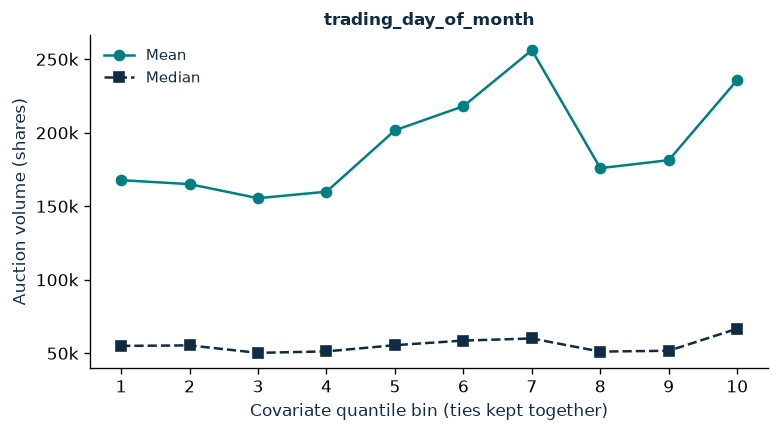 trading_day_of_month
Mean
Median
250k
200k
150k
100k
50k
Auction volume (shares)
1 2 3 4 5 6 7 8 9 10
Covariate quantile bin (ties kept together)